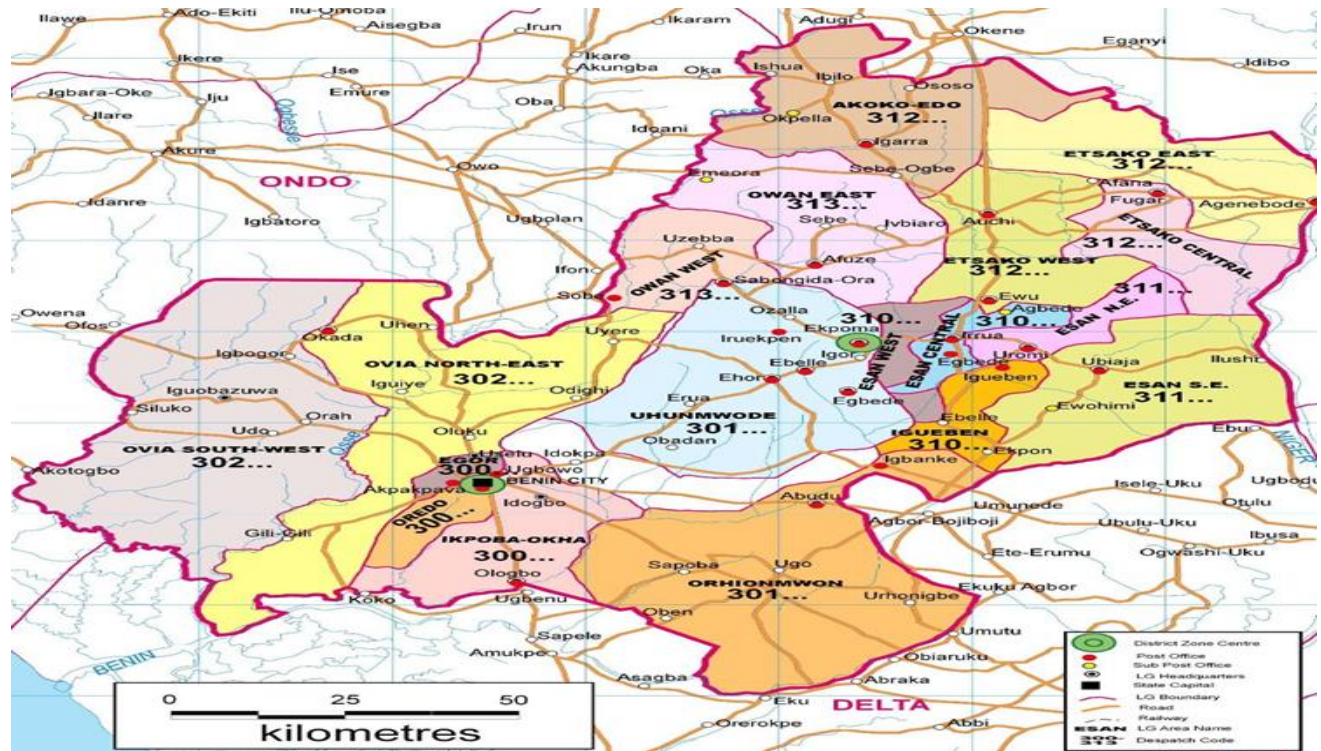 Ilawe
Ado-Ekiti
Ilu-Omoba
Aisegba
Irun
Ikaram
Adugi
Okene
Eganyi
Idibo
Ikere
Ise
Emure
Ikare
Akungba
Oka
Ishua
Ibilo
Ososo
Igbara-Oke
Iju
Ilare
Oba
Idoani
AKOKO-EDO
312...
Okpella
Igarra
Akure
Owo
Emeora
Sebe-Ogbe
ETSAKO EAST
312...
ONDO
Idanre
Igbatoro
Ugbolan
OWAN EAST
313...
Sebe
Ivbiaro
Auchi
Fugar
Agenebode
ETSAKO CENTRAL
312...
Uzebba
Ifon
Afuze
OWAN WEST
313...
Sabongida-Ora
ETSAKO WEST
312...
311...
ESAN N.E.
Owena
Ofos
Sobe
Ozalla
310...
Ekpoma
Ewu
Agbede
310...
Irrua
Okada
Uhen
Uyere
Iruekpen
Igor
ESAN WEST
ESAN CENTRAL
Egbede
Uromi
Ubiaja
Ilushi
Igbogor
OVIA NORTH-EAST
302...
Ebelle
Ehor
Igueben
ESAN S.E.
311...
Iguobazuwa
Iguiye
Odighi
Erua
Egbede
Ewohimi
Siluko
Orah
UHUNMWODE
301...
Ebelle
Ebu
Udo
Oluku
Obadan
IGUEBEN
310...
NIGER
OVIA SOUTH-WEST
302...
Osse
Uselu
Idokpa
Ekpon
Akotogbo
EGOR
300
Ugbowo
Igbanke
BENIN CITY
Akpakpava
Idogbo
Abudu
Isele-Uku
Ugbodu
OREDO
300...
Umunede
Otulu
Agbor-Bojiboji
Ubulu-Uku
Gili-Gili
IKPOBA-OKHA
300...
Ibusa
Ogwashi-Uku
Ete-Erumu
Sapoba
Ugo
Ologbo
ORHIONMWON
301...
Ekuku Agbor
Koko
Ugbenu
Urhonigbe
Oben
Sapele
Umutu
Amukpe
Obiaruku
BENIN
Asagba
Abraka
Eku
DELTA
Orerokpe
Abbi
0 25 50
kilometres
District Zone Centre
Post Office
Sub Post Office
LG Headquarters
State Capital
LG Boundary
Road
Railway
ESAN LG Area Name
300-313 Despatch Code